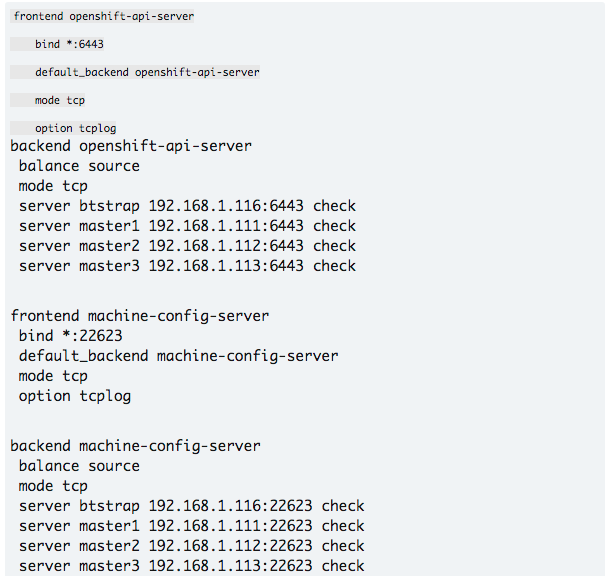 frontend openshift-api-server
bind *:6443
default_backend openshift-api-server
mode tcp
option tcplog
backend openshift-api-server
balance source
mode tcp
server btstrap 192.168.1.116:6443 check
server master1 192.168.1.111:6443 check
server master2 192.168.1.112:6443 check
server master3 192.168.1.113:6443 check
frontend machine-config-server
bind *:22623
default_backend machine-config-server
mode tcp
option tcplog
backend machine-config-server
balance source
mode tcp
server btstrap 192.168.1.116:22623 check
server master1 192.168.1.111:22623 check
server master2 192.168.1.112:22623 check
server master3 192.168.1.113:22623 check